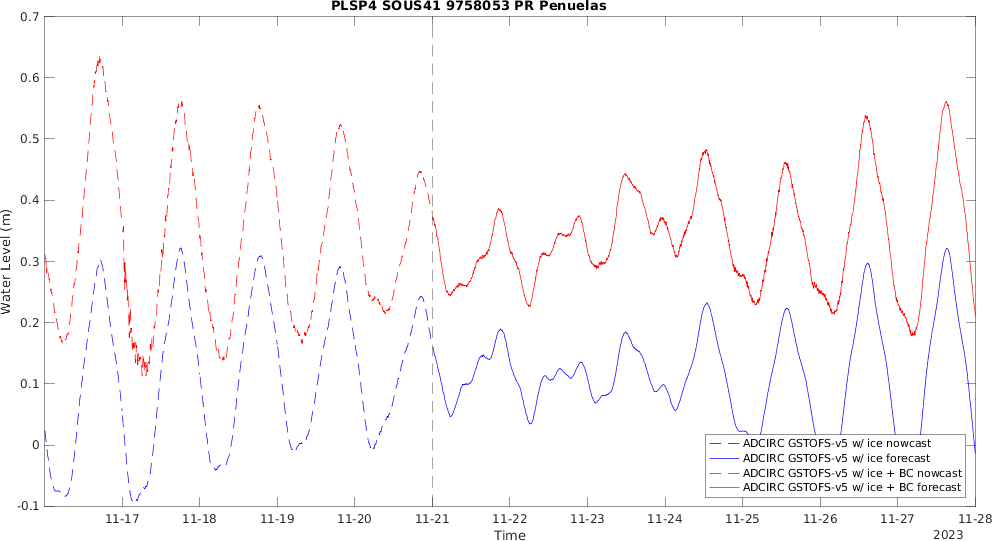 PLSP4 SOUS41 9758053 PR Penuelas
Water Level (m)
0.7
0.6
0.5
0.4
0.3
0.2
0.1
0
-0.1
ADCIRC GSTOFS-v5 w/ ice nowcast
ADCIRC GSTOFS-v5 w/ ice forecast
ADCIRC GSTOFS-v5 w/ ice + BC nowcast
ADCIRC GSTOFS-v5 w/ ice + BC forecast
11-17 11-18 11-19 11-20 11-21 11-22 11-23 11-24 11-25 11-26 11-27 11-28
Time
2023